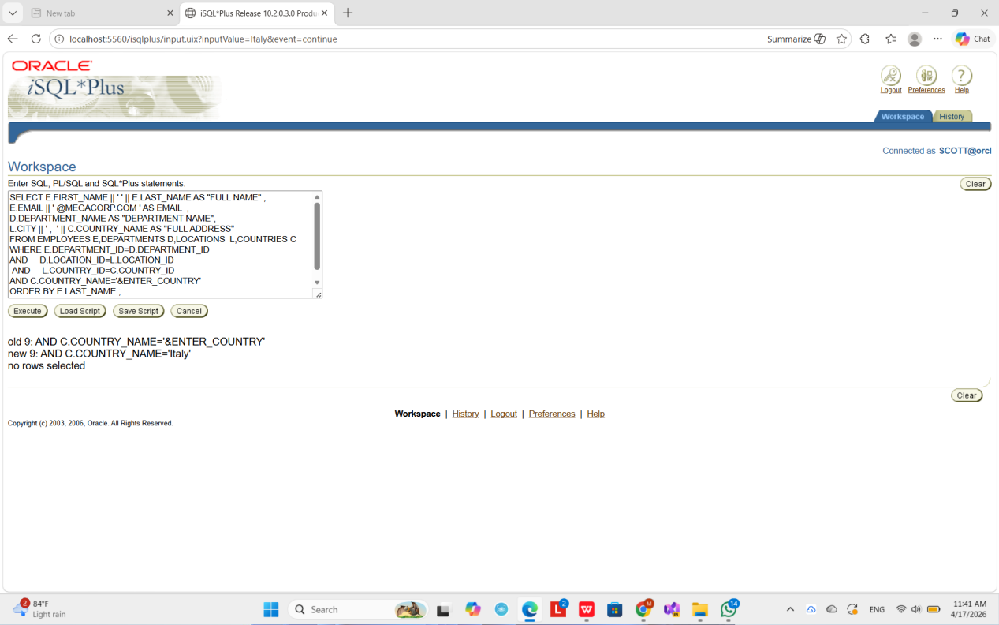 New tab
iSQL*Plus Release 10.2.0.3.0 Produ
localhost:5560/isqlplus/input.uix?inputValue=Italy&event=continue
Summarize
Chat
ORACLE
iSQL*Plus
Logout
Preferences
?
Help
Workspace
History
Connected as SCOTT@orcl
Workspace
Enter SQL, PL/SQL and SQL*Plus statements.
Clear
SELECT E.FIRST_NAME || ' ' || E.LAST_NAME AS "FULL NAME" ,
E.EMAIL || ' @MEGACORP.COM ' AS EMAIL  ,
D.DEPARTMENT_NAME AS "DEPARTMENT NAME",
L.CITY || ' ,  ' || C.COUNTRY_NAME AS "FULL ADDRESS"
FROM EMPLOYEES E,DEPARTMENTS D,LOCATIONS  L,COUNTRIES C
WHERE E.DEPARTMENT_ID=D.DEPARTMENT_ID
AND     D.LOCATION_ID=L.LOCATION_ID
 AND     L.COUNTRY_ID=C.COUNTRY_ID
AND C.COUNTRY_NAME='&ENTER_COUNTRY'
ORDER BY E.LAST_NAME ;
Execute
Load Script
Save Script
Cancel
old 9: AND C.COUNTRY_NAME='&ENTER_COUNTRY'
new 9: AND C.COUNTRY_NAME='Italy'
no rows selected
Clear
Workspace | History | Logout | Preferences | Help
Copyright (c) 2003, 2006, Oracle. All Rights Reserved.
2
84°F
Light rain
Search
L
2
W
M
14
ENG
11:41 AM
4/17/2026